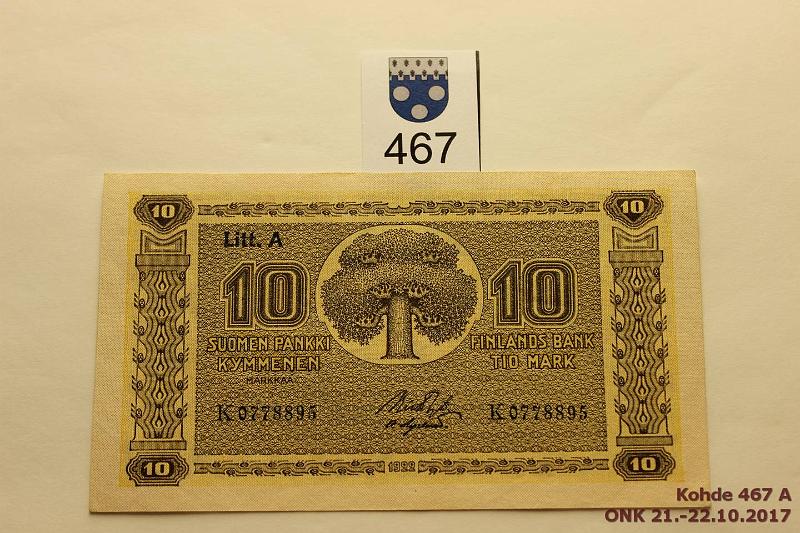 467
10 10
Litt. A
10 10
SUOMEN PANKKI FINLANDS BANK
KYMMENEN TIO MARK
MARKKAA
K 0778895 K 0778895
10 1922 10
Kohde 467 A
ONK 21.-22.10.2017